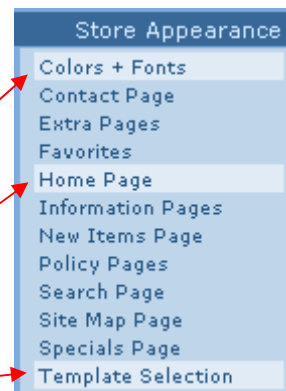 Store Appearance
Colors + Fonts
Contact Page
Extra Pages
Favorites
Home Page
Information Pages
New Items Page
Policy Pages
Search Page
Site Map Page
Specials Page
Template Selection